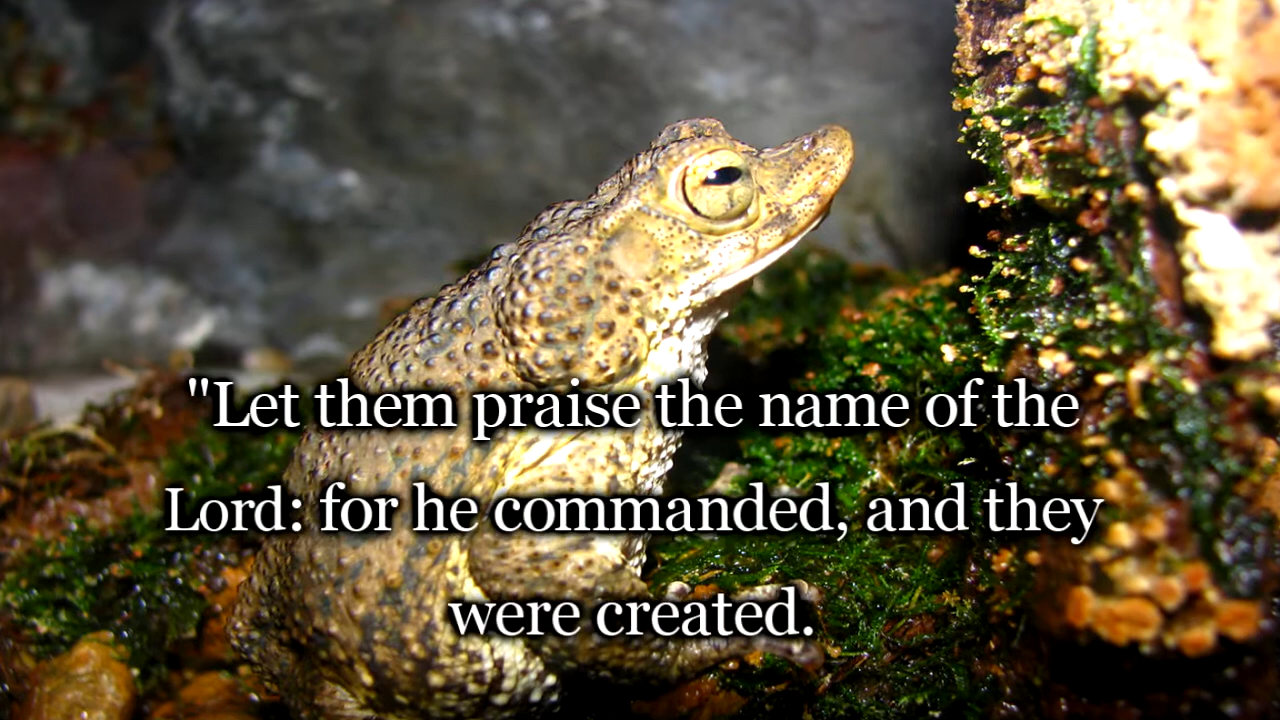 "Let them praise the name of the
Lord: for he commanded, and they
were created.